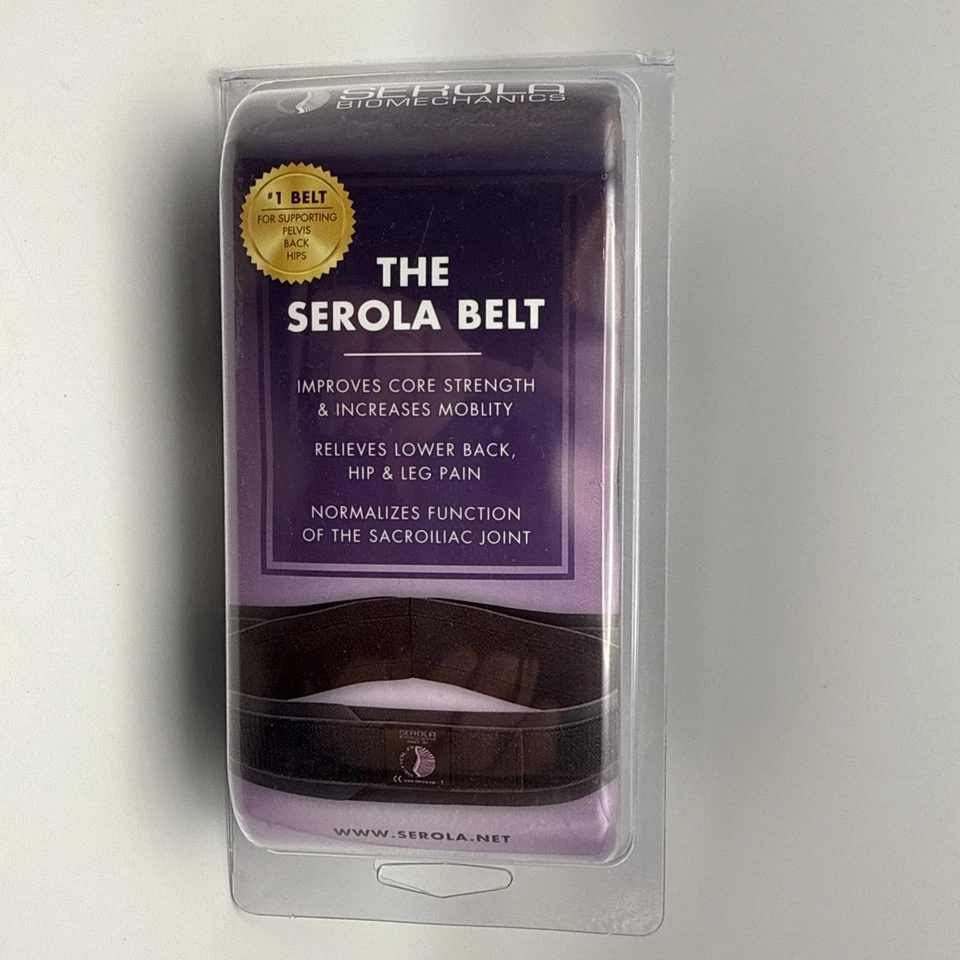 SEROLA
BIOMECHANICS
#1 BELT
FOR SUPPORTING
PELVIS
BACK
HIPS
THE
SEROLA BELT
IMPROVES CORE STRENGTH
& INCREASES MOBLITY
RELIEVES LOWER BACK,
HIP & LEG PAIN
NORMALIZES FUNCTION
OF THE SACROILIAC JOINT
SEROLA
CE
WWW.SEROLA.NET